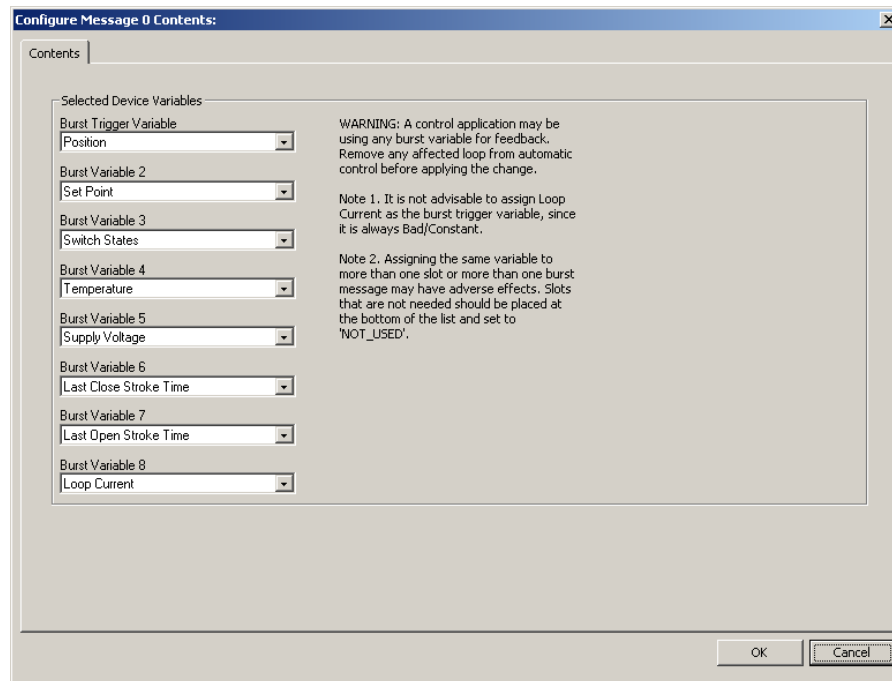 Configure Message 0 Contents:
Contents
Selected Device Variables
Burst Trigger Variable
Position
Burst Variable 2
Set Point
Burst Variable 3
Switch States
Burst Variable 4
Temperature
Burst Variable 5
Supply Voltage
Burst Variable 6
Last Close Stroke Time
Burst Variable 7
Last Open Stroke Time
Burst Variable 8
Loop Current
WARNING: A control application may be
using any burst variable for feedback.
Remove any affected loop from automatic
control before applying the change.
Note 1. It is not advisable to assign Loop
Current as the burst trigger variable, since
it is always Bad/Constant.
Note 2. Assigning the same variable to
more than one slot or more than one burst
message may have adverse effects. Slots
that are not needed should be placed at
the bottom of the list and set to
'NOT_USED'.
OK
Cancel